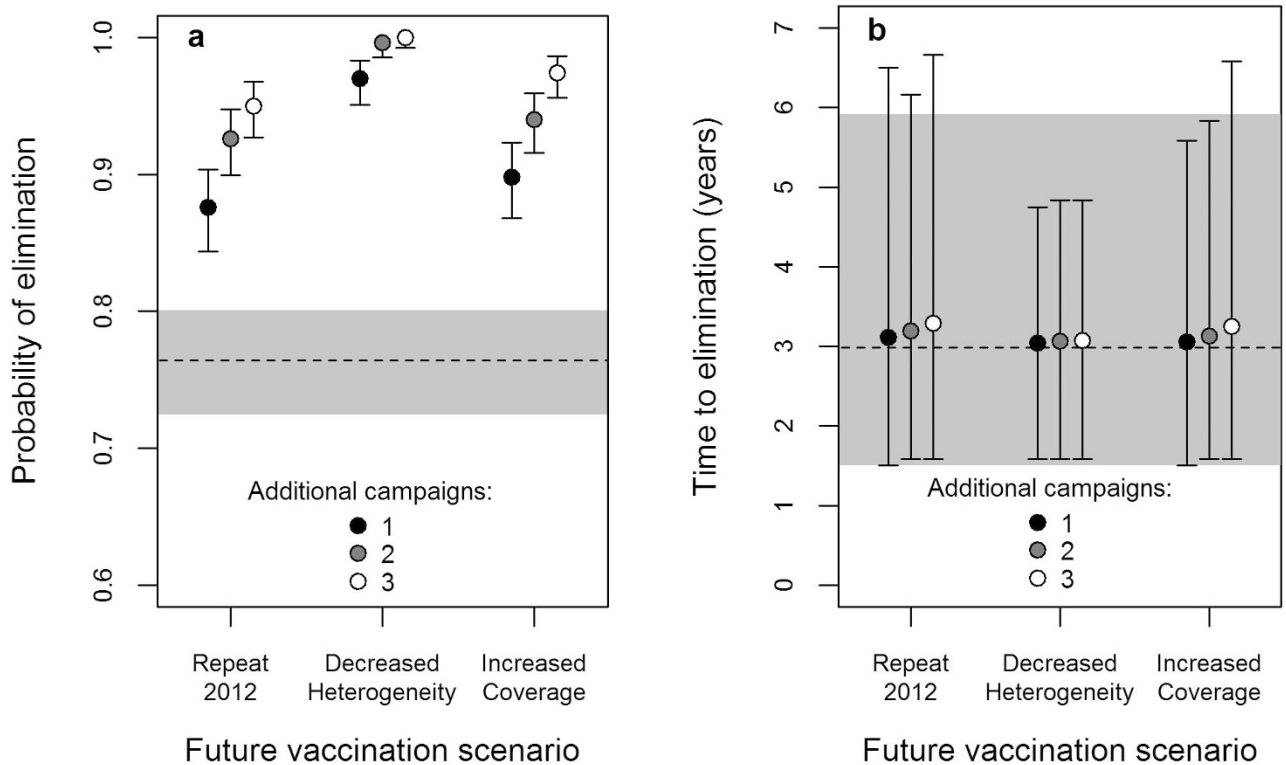 a
Probability of elimination
1.0
0.9
0.8
0.7
0.6
Additional campaigns:
1
2
3
Repeat
2012
Decreased
Heterogeneity
Increased
Coverage
Future vaccination scenario
b
Time to elimination (years)
7
6
5
4
3
2
1
0
Additional campaigns:
1
2
3
Repeat
2012
Decreased
Heterogeneity
Increased
Coverage
Future vaccination scenario